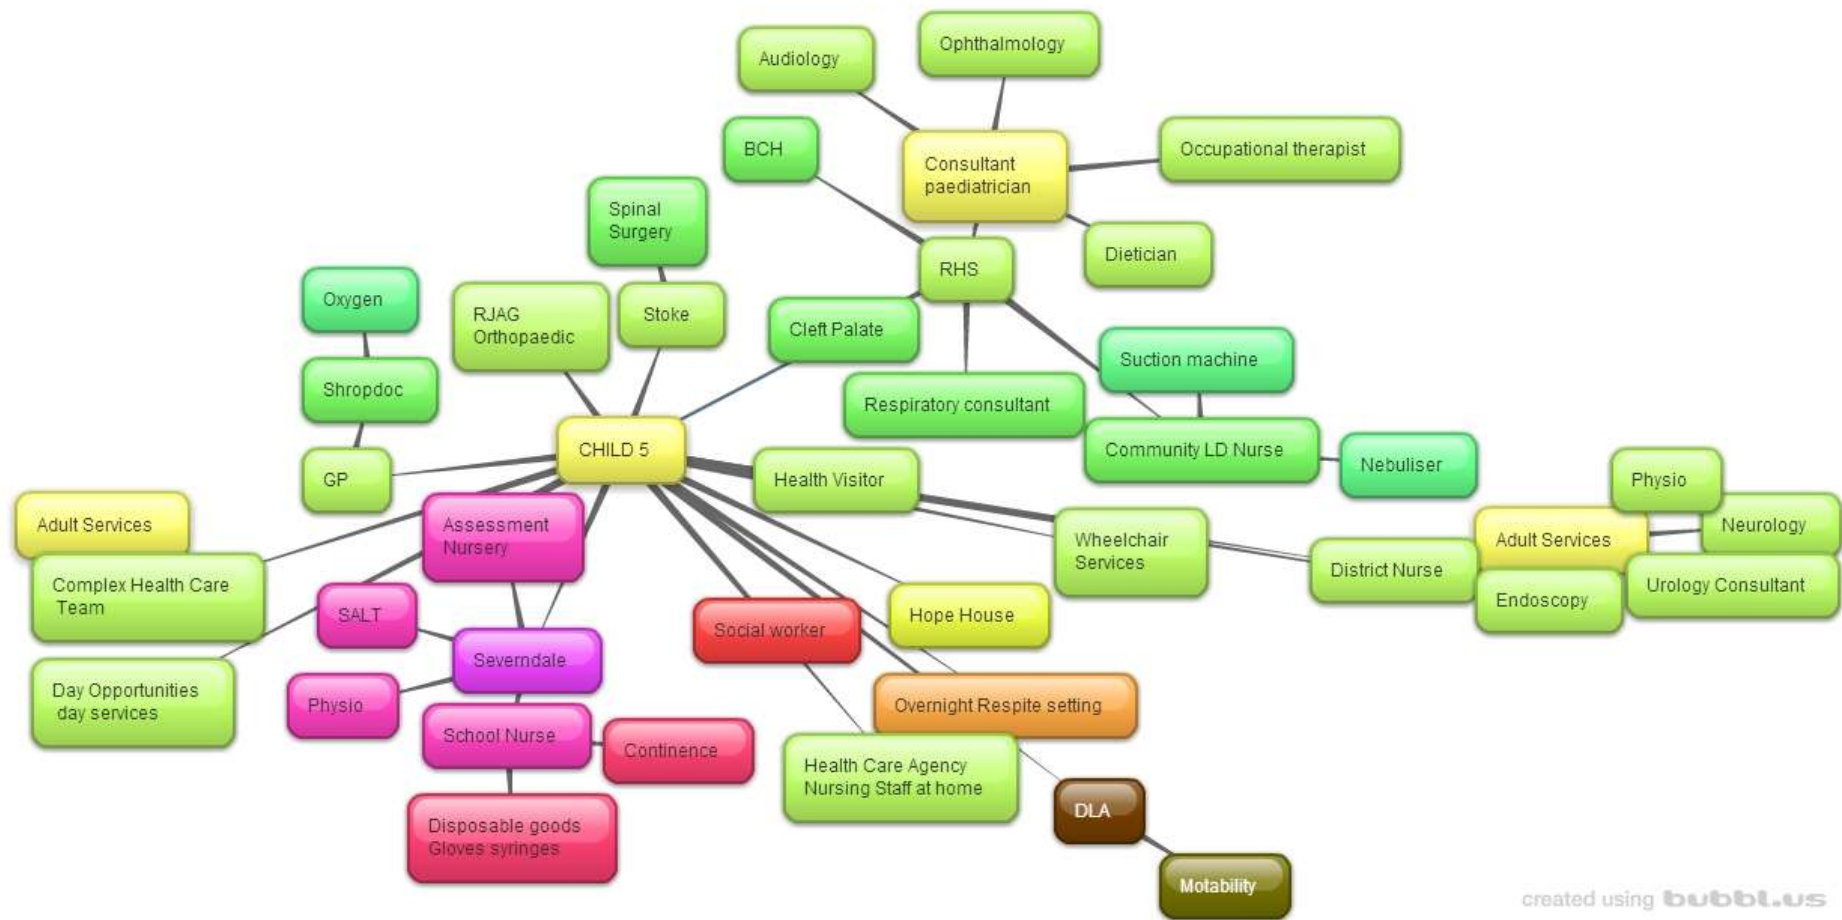 Audiology
Ophthalmology
BCH
Consultant
paediatrician
Occupational therapist
Spinal
Surgery
Dietician
RHS
Oxygen
RJAG
Orthopaedic
Stoke
Cleft Palate
Suction machine
Shropdoc
Respiratory consultant
CHILD 5
Community LD Nurse
Nebuliser
GP
Health Visitor
Physio
Adult Services
Assessment
Nursery
Wheelchair
Services
Adult Services
Neurology
District Nurse
Complex Health Care
Team
Endoscopy
Urology Consultant
SALT
Social worker
Hope House
Severndale
Day Opportunities
day services
Physio
Overnight Respite setting
School Nurse
Continence
Health Care Agency
Nursing Staff at home
DLA
Disposable goods
Gloves syringes
Motability
created using bubbl.us